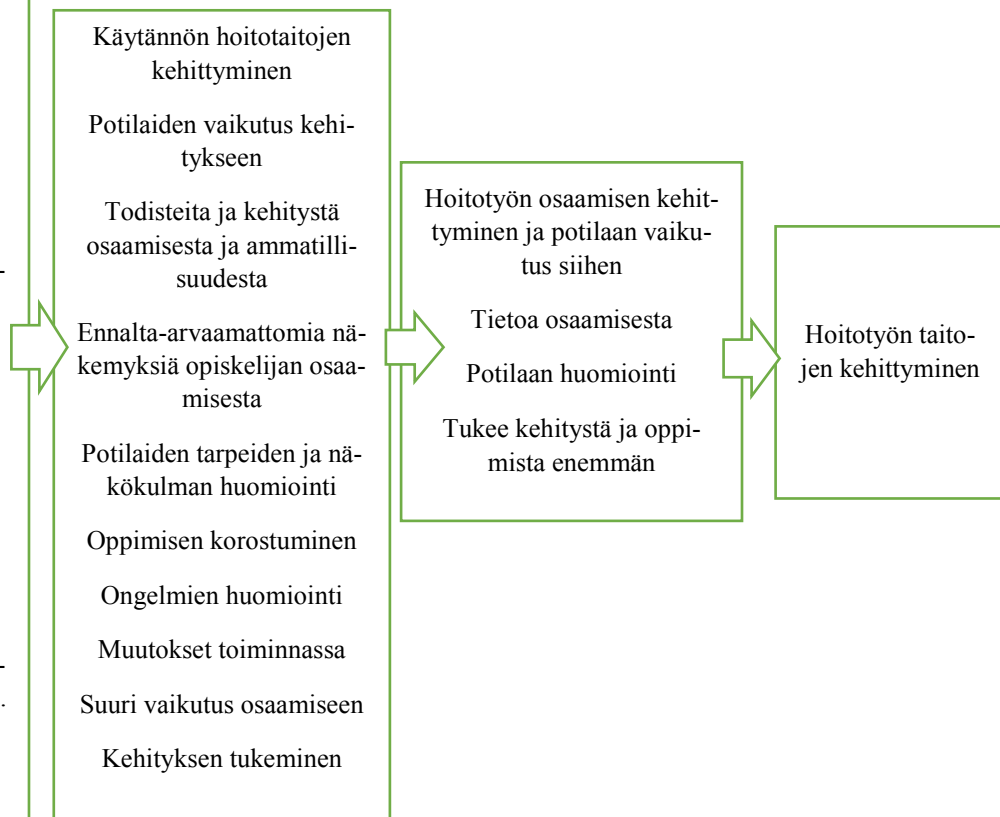 Käytännön hoitotaitojen
kehittyminen
Potilaiden vaikutus kehi-
tykseen
Todisteita ja kehitystä
osaamisesta ja ammatilli-
suudesta
Ennalta-arvaamattomia nä-
kemyksiä opiskelijan osaa-
misesta
Potilaiden tarpeiden ja nä-
kökulman huomiointi
Oppimisen korostuminen
Ongelmien huomiointi
Muutokset toiminnassa
Suuri vaikutus osaamiseen
Kehityksen tukeminen
Hoitotyön osaamisen kehit-
tyminen ja potilaan vaiku-
tus siihen
Tietoa osaamisesta
Potilaan huomiointi
Tukee kehitystä ja oppi-
mista enemmän
Hoitotyön taito-
jen kehittyminen